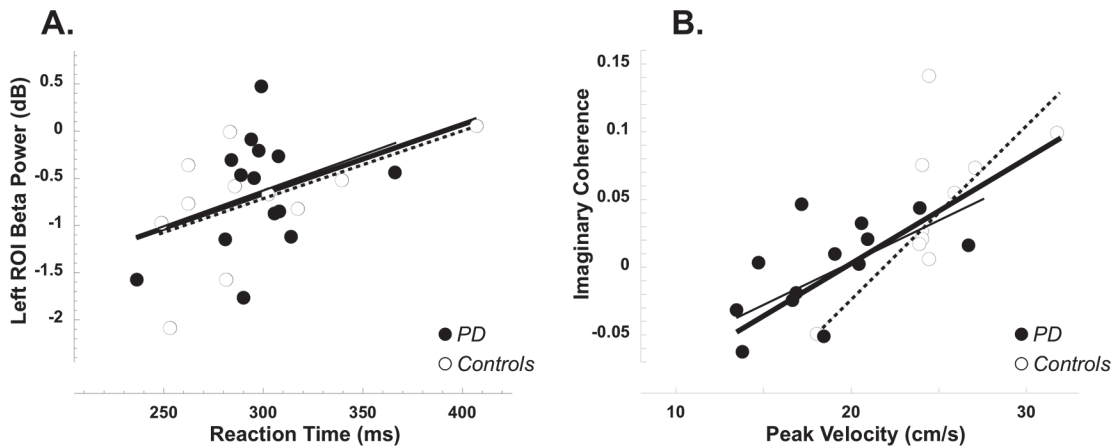 A.
Left ROI Beta Power (dB)
0.5
0
-0.5
-1
-1.5
-2
PD
Controls
250
300
350
400
Reaction Time (ms)
B.
Imaginary Coherence
0.15
0.1
0.05
0
-0.05
PD
Controls
10
20
30
Peak Velocity (cm/s)